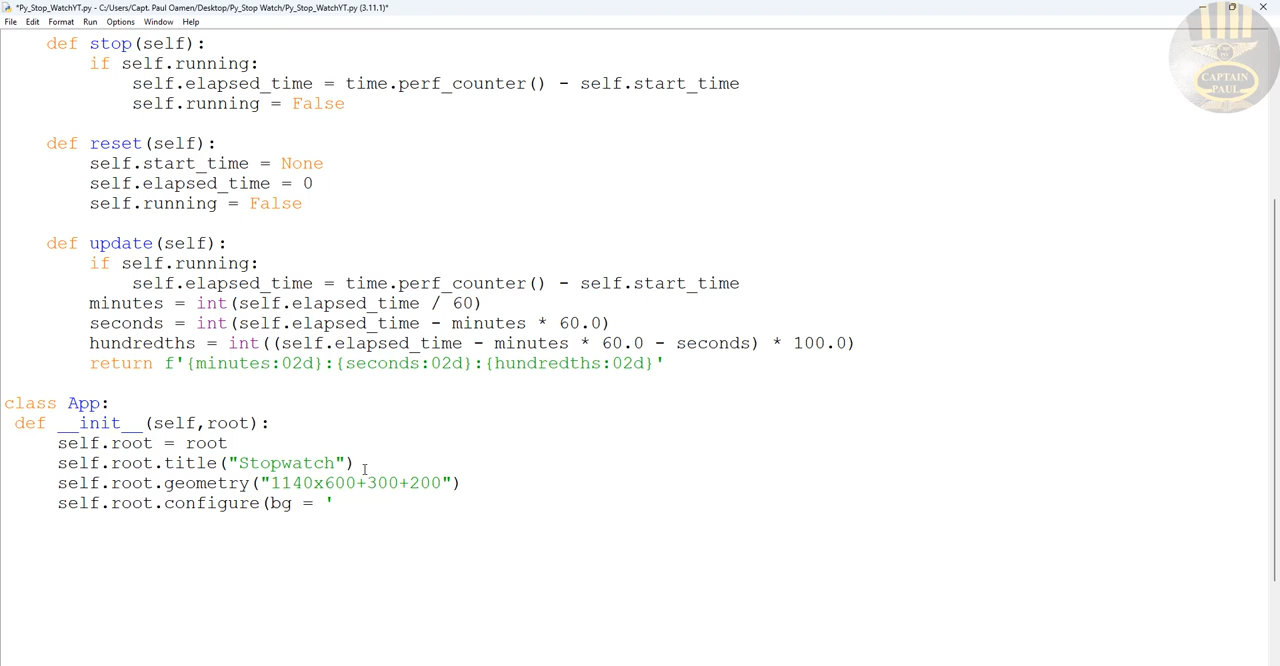 *Py_Stop_WatchYT.py - C:/Users/Capt. Paul Oamen/Desktop/Py_Stop Watch/Py_Stop_WatchYT.py (3.11.1)*
File Edit Format Run Options Window Help
def stop(self):
if self.running:
self.elapsed_time = time.perf_counter() - self.start_time
self.running = False
def reset(self):
self.start_time = None
self.elapsed_time = 0
self.running = False
def update(self):
if self.running:
self.elapsed_time = time.perf_counter() - self.start_time
minutes = int(self.elapsed_time / 60)
seconds = int(self.elapsed_time - minutes * 60.0)
hundredths = int((self.elapsed_time - minutes * 60.0 - seconds) * 100.0)
return f'{minutes:02d}:{seconds:02d}:{hundredths:02d}'
class App:
def __init__(self,root):
self.root = root
self.root.title("Stopwatch")
self.root.geometry("1140x600+300+200")
self.root.configure(bg = '
CAPTAIN
PAUL